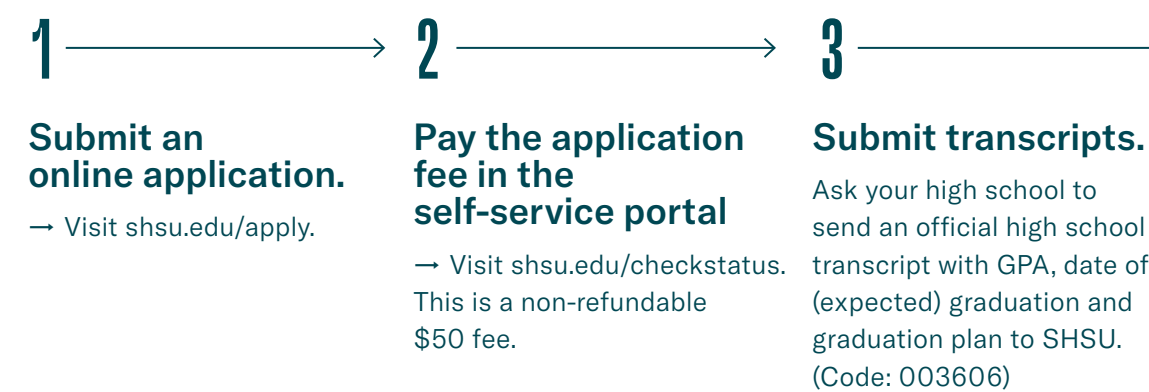 1
Submit an
online application.
→ Visit shsu.edu/apply.
2
Pay the application
fee in the
self-service portal
→ Visit shsu.edu/checkstatus.
This is a non-refundable
$50 fee.
3
Submit transcripts.
Ask your high school to
send an official high school
transcript with GPA, date of
(expected) graduation and
graduation plan to SHSU.
(Code: 003606)